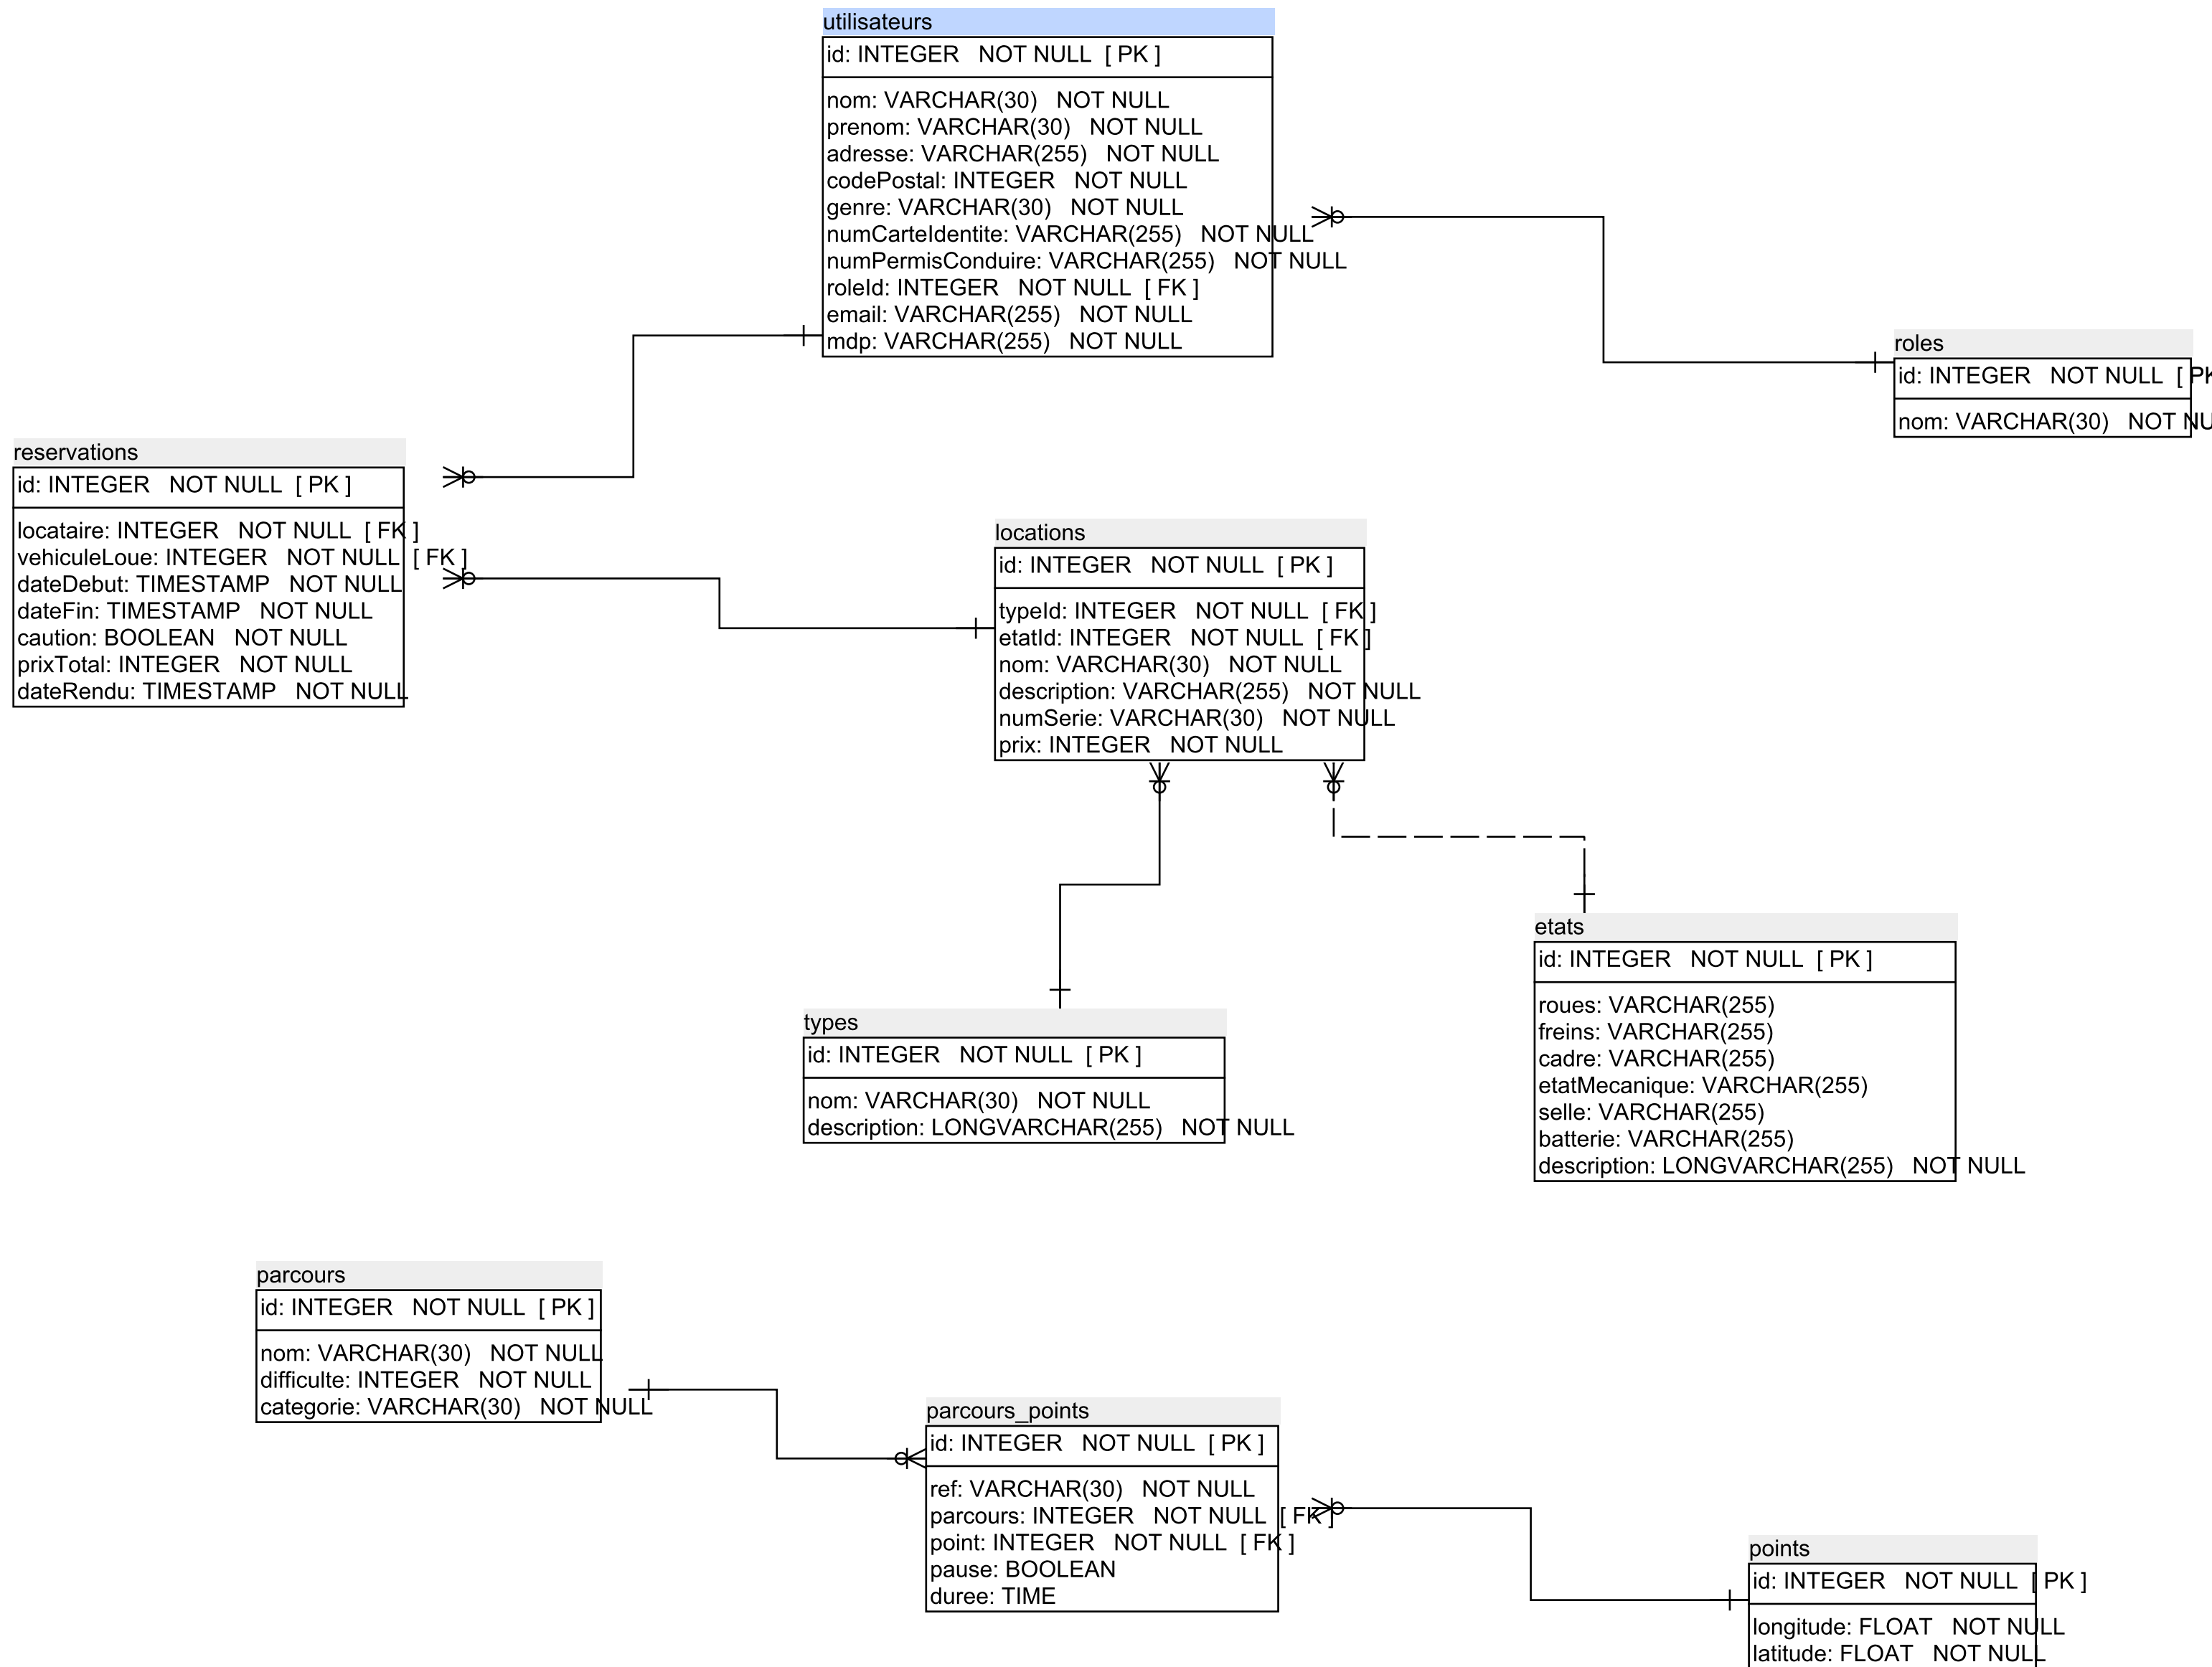 utilisateurs
id: INTEGER NOT NULL [ PK ]
nom: VARCHAR(30) NOT NULL
prenom: VARCHAR(30) NOT NULL
adresse: VARCHAR(255) NOT NULL
codePostal: INTEGER NOT NULL
genre: VARCHAR(30) NOT NULL
numCarteIdentite: VARCHAR(255) NOT NULL
numPermisConduire: VARCHAR(255) NOT NULL
roleId: INTEGER NOT NULL [ FK ]
email: VARCHAR(255) NOT NULL
mdp: VARCHAR(255) NOT NULL
roles
id: INTEGER NOT NULL [ PK
nom: VARCHAR(30) NOT NU
reservations
id: INTEGER NOT NULL [ PK ]
locataire: INTEGER NOT NULL [ FK ]
vehiculeLoue: INTEGER NOT NULL [ FK ]
dateDebut: TIMESTAMP NOT NULL
dateFin: TIMESTAMP NOT NULL
caution: BOOLEAN NOT NULL
prixTotal: INTEGER NOT NULL
dateRendu: TIMESTAMP NOT NULL
locations
id: INTEGER NOT NULL [ PK ]
typeId: INTEGER NOT NULL [ FK ]
etatId: INTEGER NOT NULL [ FK ]
nom: VARCHAR(30) NOT NULL
description: VARCHAR(255) NOT NULL
numSerie: VARCHAR(30) NOT NULL
prix: INTEGER NOT NULL
etats
id: INTEGER NOT NULL [ PK ]
roues: VARCHAR(255)
freins: VARCHAR(255)
cadre: VARCHAR(255)
etatMecanique: VARCHAR(255)
selle: VARCHAR(255)
batterie: VARCHAR(255)
description: LONGVARCHAR(255) NOT NULL
types
id: INTEGER NOT NULL [ PK ]
nom: VARCHAR(30) NOT NULL
description: LONGVARCHAR(255) NOT NULL
parcours
id: INTEGER NOT NULL [ PK ]
nom: VARCHAR(30) NOT NULL
difficulte: INTEGER NOT NULL
categorie: VARCHAR(30) NOT NULL
parcours_points
id: INTEGER NOT NULL [ PK ]
ref: VARCHAR(30) NOT NULL
parcours: INTEGER NOT NULL [ FK ]
point: INTEGER NOT NULL [ FK ]
pause: BOOLEAN
duree: TIME
points
id: INTEGER NOT NULL [ PK ]
longitude: FLOAT NOT NULL
latitude: FLOAT NOT NULL